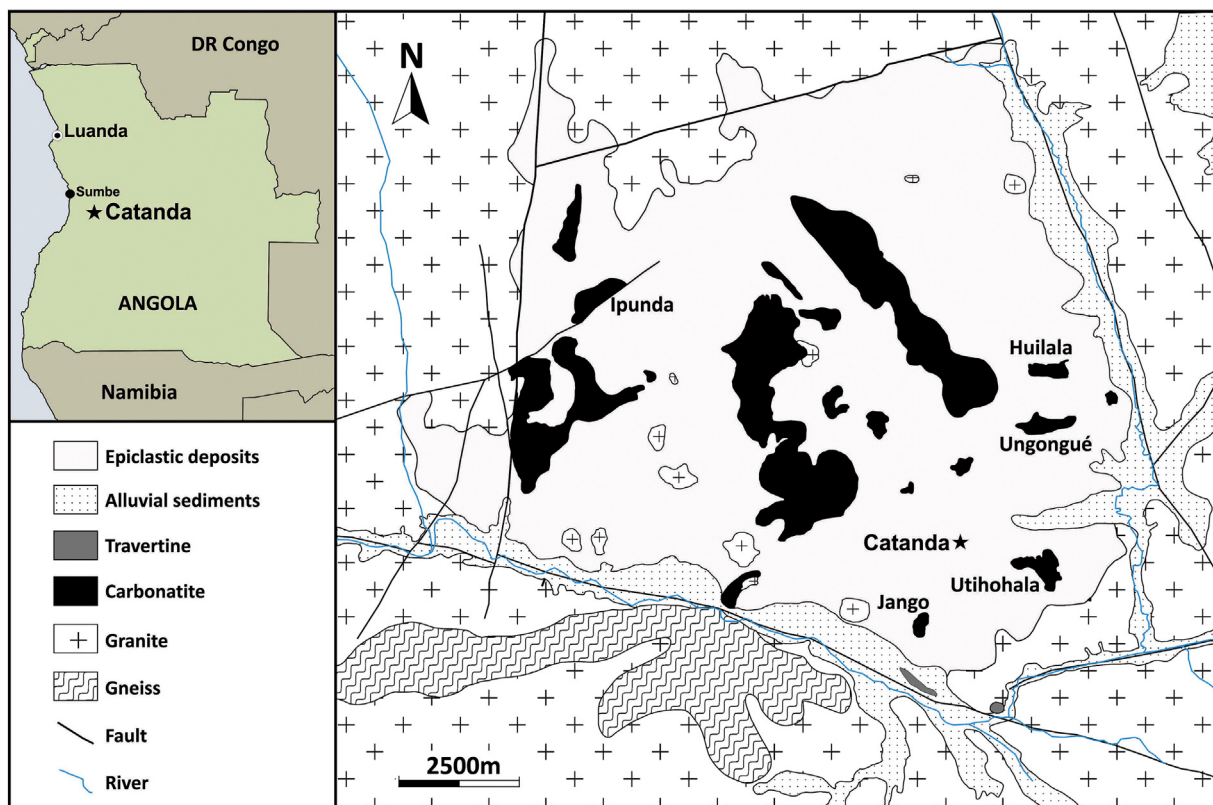 DR Congo
Luanda
Sumbe
Catanda
ANGOLA
Namibia
Epiclastic deposits
Alluvial sediments
Travertine
Carbonatite
Granite
Gneiss
Fault
River
N
Ipunda
Huilala
Ungongué
Catanda
Utihohala
Jango
2500m